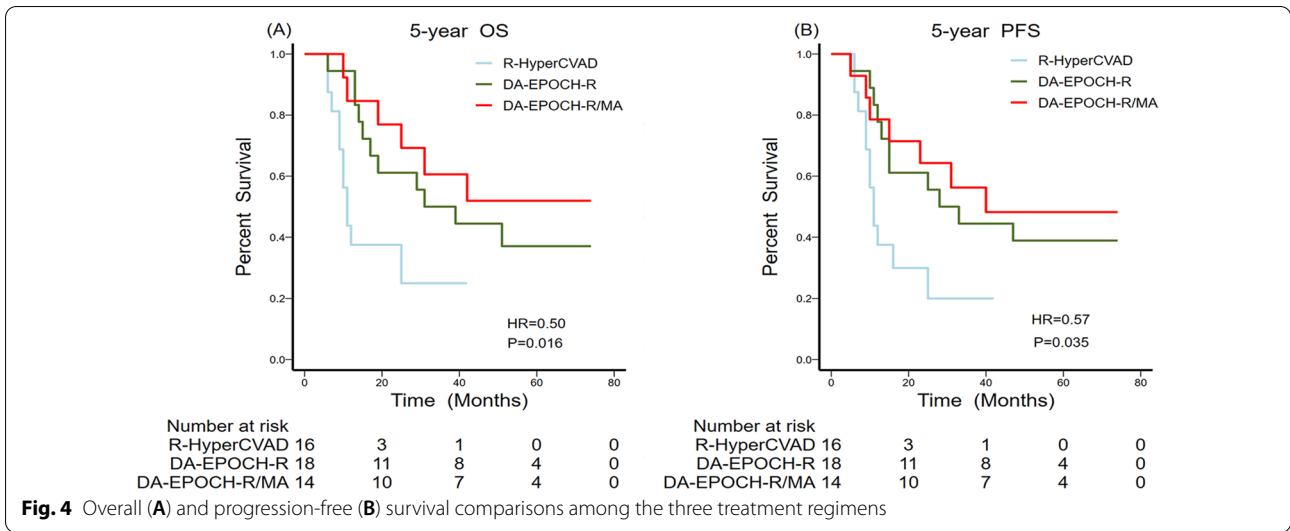 (A) 5-year OS
Percent Survival
1.0
0.8
0.6
0.4
0.2
0.0
R-HyperCVAD
DA-EPOCH-R
DA-EPOCH-R/MA
HR=0.50
P=0.016
0 20 40 60 80
Time (Months)
Number at risk
R-HyperCVAD 16 3 1 0 0
DA-EPOCH-R 18 11 8 4 0
DA-EPOCH-R/MA 14 10 7 4 0
(B) 5-year PFS
Percent Survival
1.0
0.8
0.6
0.4
0.2
0.0
R-HyperCVAD
DA-EPOCH-R
DA-EPOCH-R/MA
HR=0.57
P=0.035
0 20 40 60 80
Time (Months)
Number at risk
R-HyperCVAD 16 3 1 0 0
DA-EPOCH-R 18 11 8 4 0
DA-EPOCH-R/MA 14 10 7 4 0
Fig. 4 Overall (A) and progression-free (B) survival comparisons among the three treatment regimens